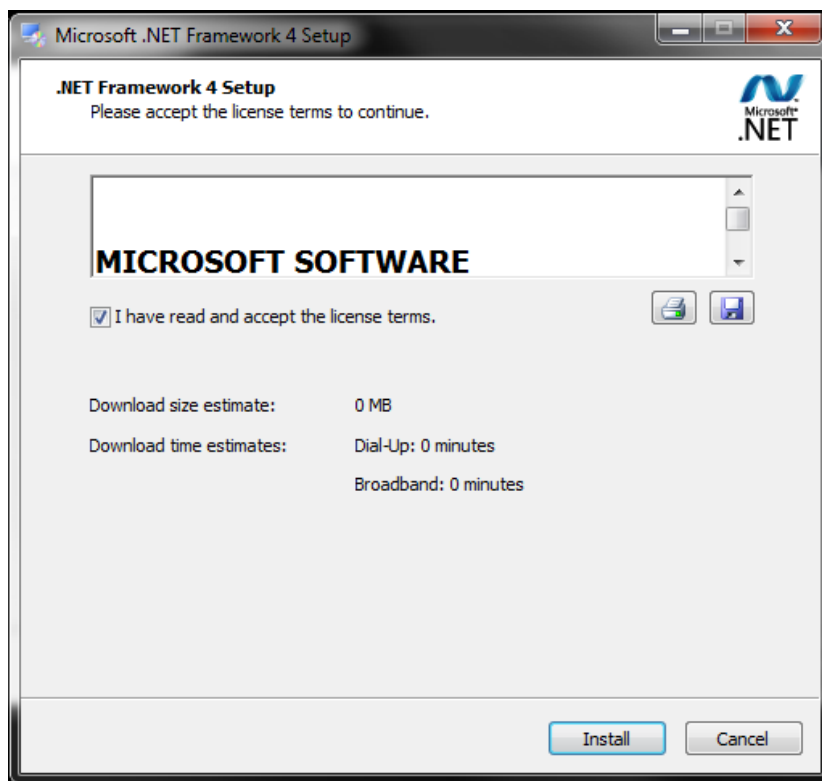 Microsoft .NET Framework 4 Setup
.NET Framework 4 Setup
Please accept the license terms to continue.
Microsoft
.NET
MICROSOFT SOFTWARE
I have read and accept the license terms.
Download size estimate: 0 MB
Download time estimates: Dial-Up: 0 minutes
Broadband: 0 minutes
Install Cancel